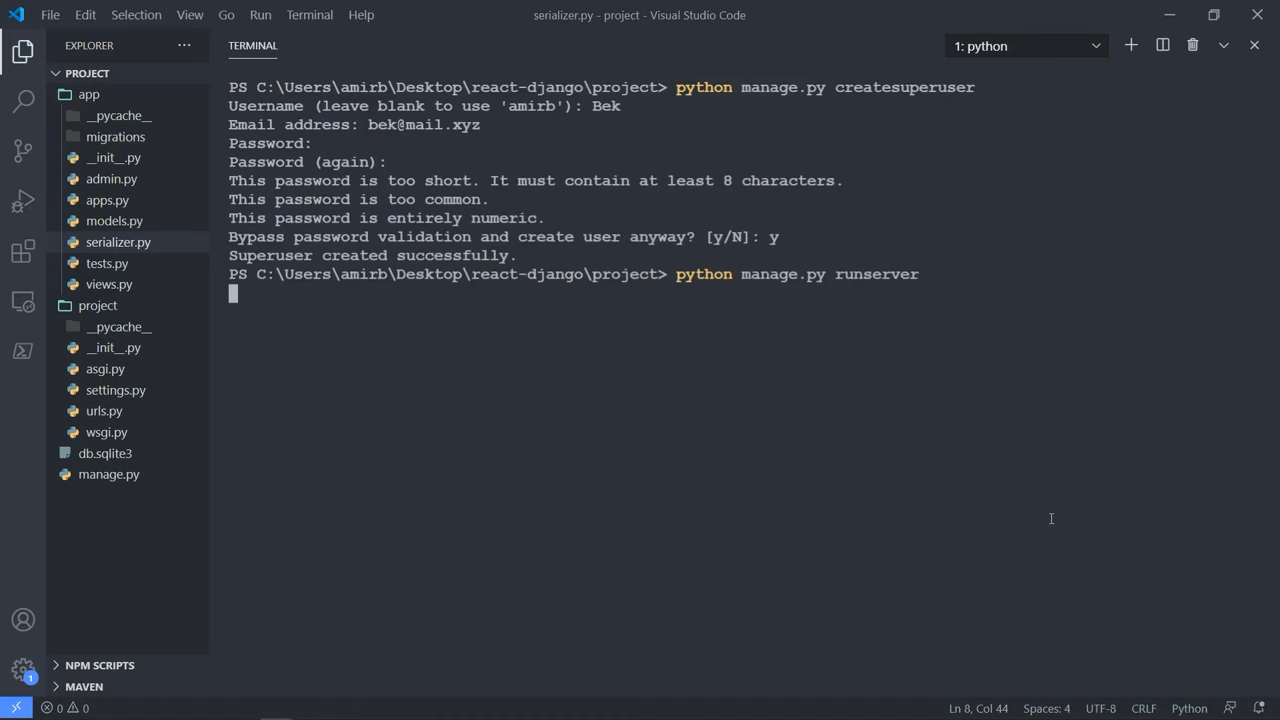 File Edit Selection View Go Run Terminal Help
serializer.py - project - Visual Studio Code
EXPLORER
PROJECT
app
__pycache__
migrations
__init__.py
admin.py
apps.py
models.py
serializer.py
tests.py
views.py
project
__pycache__
__init__.py
asgi.py
settings.py
urls.py
wsgi.py
db.sqlite3
manage.py
NPM SCRIPTS
MAVEN
TERMINAL
1: python
PS C:\Users\amirb\Desktop\react-django\project> python manage.py createsuperuser
Username (leave blank to use 'amirb'): Bek
Email address: bek@mail.xyz
Password:
Password (again):
This password is too short. It must contain at least 8 characters.
This password is too common.
This password is entirely numeric.
Bypass password validation and create user anyway? [y/N]: y
Superuser created successfully.
PS C:\Users\amirb\Desktop\react-django\project> python manage.py runserver
1
0 0
Ln 8, Col 44 Spaces: 4 UTF-8 CRLF Python